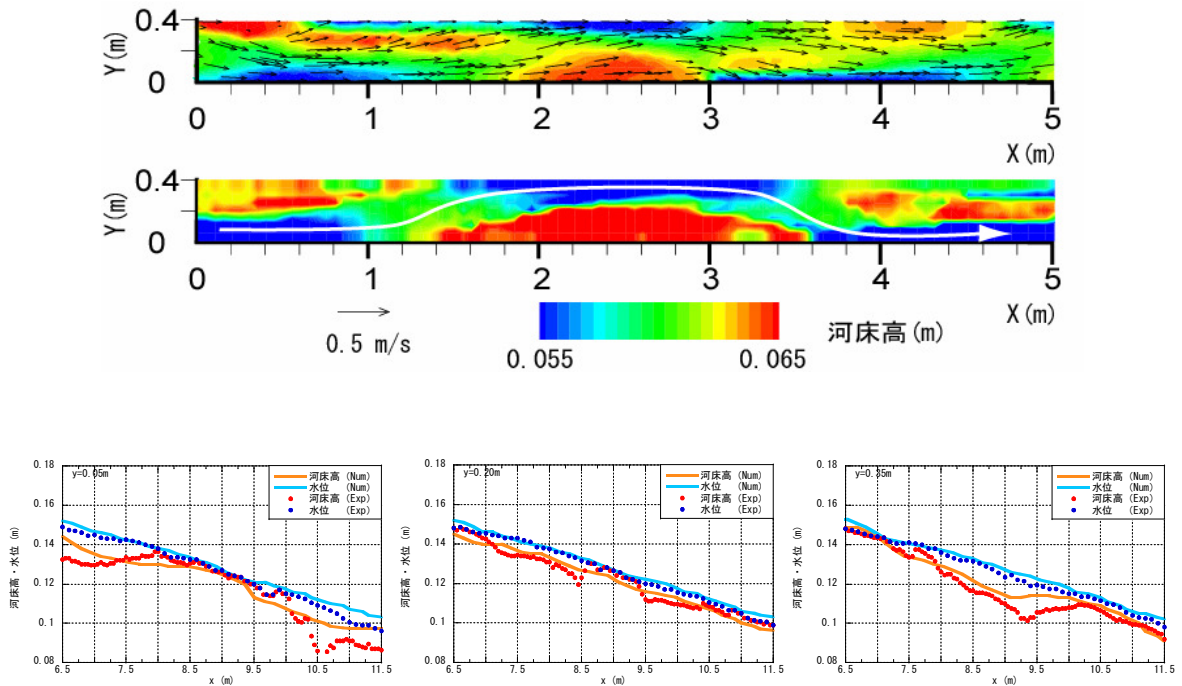 0.4
Y(m)
0
0 1 2 3 4 5
X(m)
0.4
Y(m)
0
0 1 2 3 4 5
X(m)
0.5 m/s
0.055 0.065
河床高(m)
0.18
0.16
0.14
0.12
0.1
0.08
河床高・水位 (m)
y=0.05m
河床高 (Num)
水位 (Num)
河床高 (Exp)
水位 (Exp)
6.5 7.5 8.5 9.5 10.5 11.5
x (m)
0.18
0.16
0.14
0.12
0.1
0.08
河床高・水位 (m)
y=0.20m
河床高 (Num)
水位 (Num)
河床高 (Exp)
水位 (Exp)
6.5 7.5 8.5 9.5 10.5 11.5
x (m)
0.18
0.16
0.14
0.12
0.1
0.08
河床高・水位 (m)
y=0.35m
河床高 (Num)
水位 (Num)
河床高 (Exp)
水位 (Exp)
6.5 7.5 8.5 9.5 10.5 11.5
x (m)